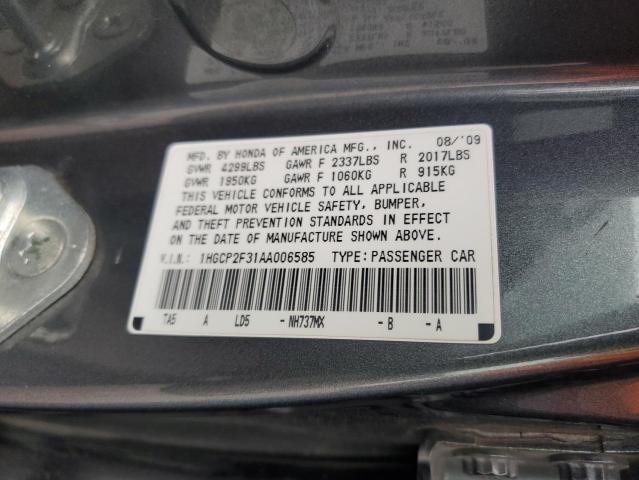 MFD. BY HONDA OF AMERICA MFG., INC. 08/'09
GVWR 4299LBS GAWR F 2337LBS R 2017LBS
GVWR 1950KG GAWR F 1060KG R 915KG
THIS VEHICLE CONFORMS TO ALL APPLICABLE
FEDERAL MOTOR VEHICLE SAFETY, BUMPER,
AND THEFT PREVENTION STANDARDS IN EFFECT
ON THE DATE OF MANUFACTURE SHOWN ABOVE.
V.I.N.: 1HGCP2F31AA006585 TYPE: PASSENGER CAR
TA5 A LD5 -NH737MX -B -A